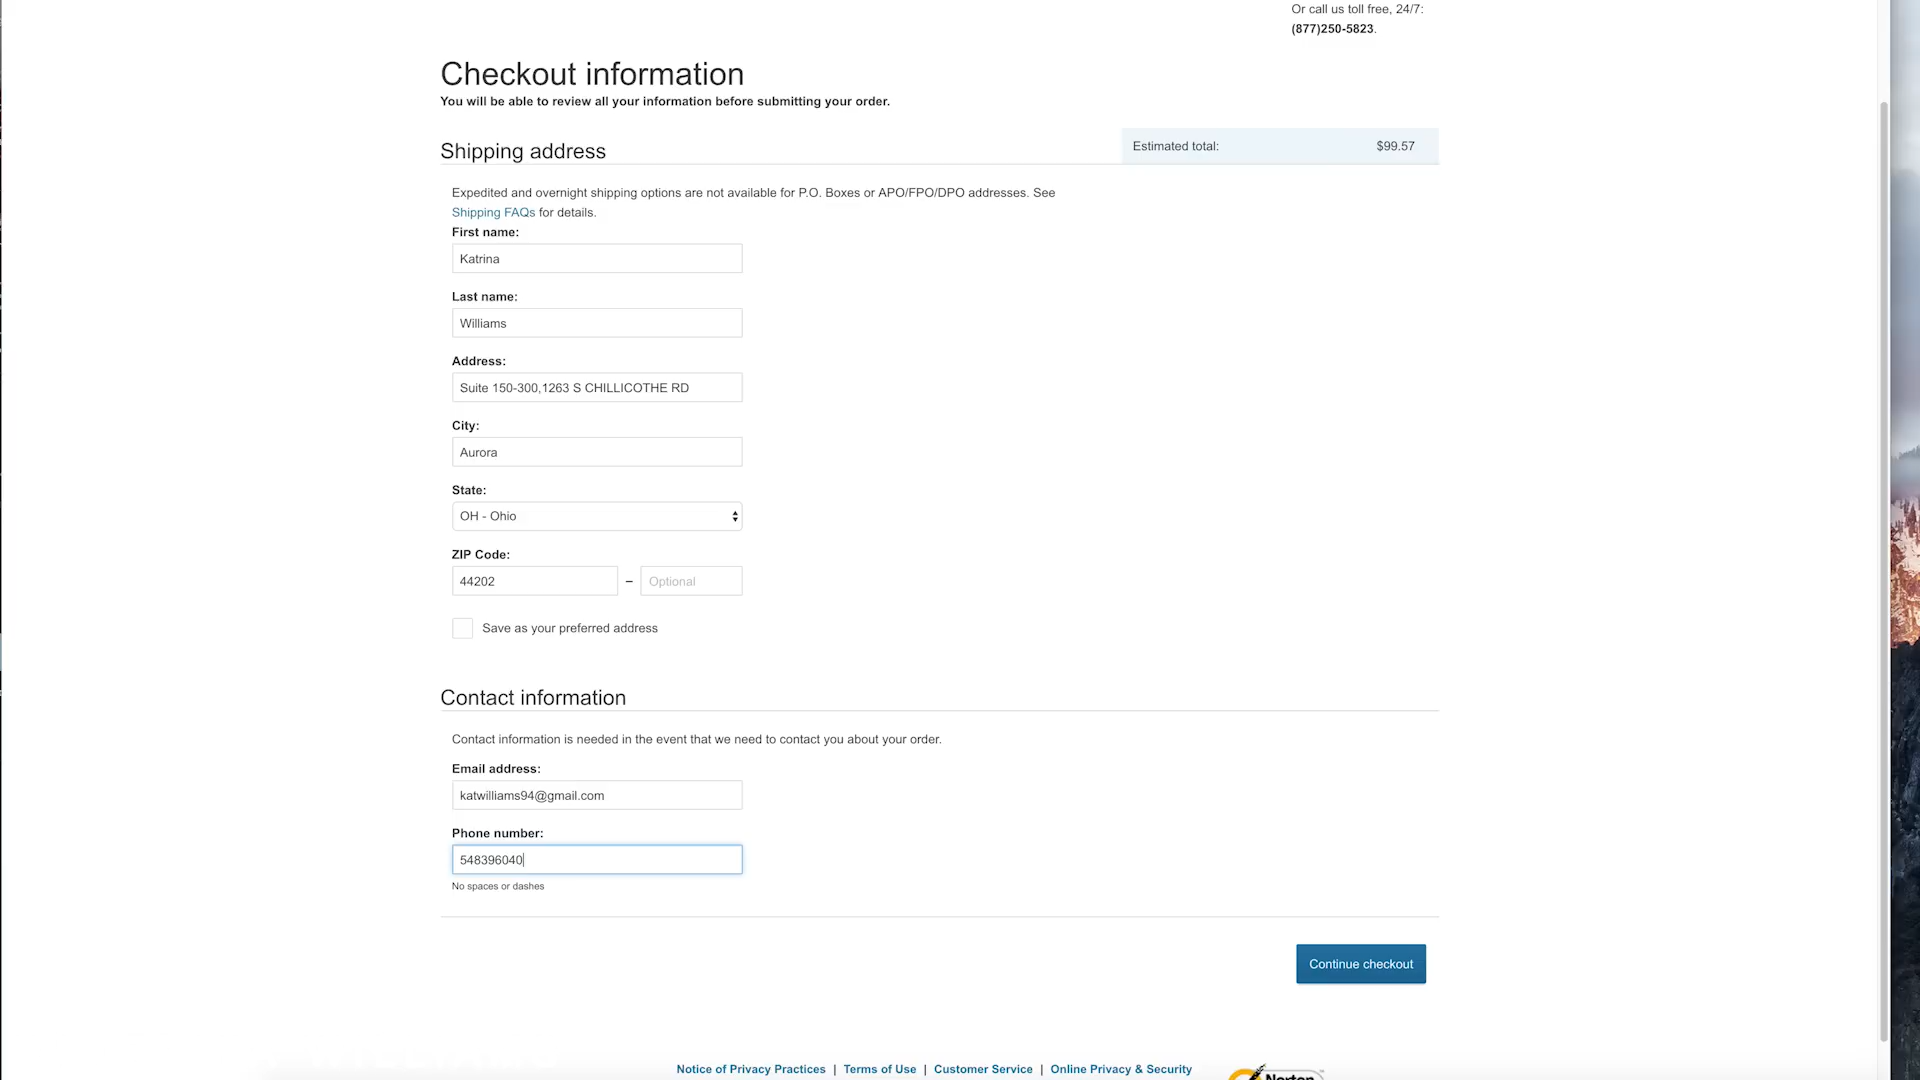 Or call us toll free, 24/7:
(877)250-5823.
Checkout information
You will be able to review all your information before submitting your order.
Shipping address
Estimated total: $99.57
Expedited and overnight shipping options are not available for P.O. Boxes or APO/FPO/DPO addresses. See
Shipping FAQs for details.
First name:
Katrina
Last name:
Williams
Address:
Suite 150-300,1263 S CHILLICOTHE RD
City:
Aurora
State:
OH - Ohio
ZIP Code:
44202 – Optional
Save as your preferred address
Contact information
Contact information is needed in the event that we need to contact you about your order.
Email address:
katwilliams94@gmail.com
Phone number:
548396040
No spaces or dashes
Continue checkout
Notice of Privacy Practices | Terms of Use | Customer Service | Online Privacy & Security
Norton